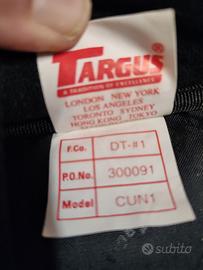 TARGUS
A TRADITION OF EXCELLENCE
LONDON NEW YORK
LOS ANGELES
TORONTO SYDNEY
HONG KONG TOKYO
F.Co. DT-#1
P.O.No. 300091
Model CUN1
subito